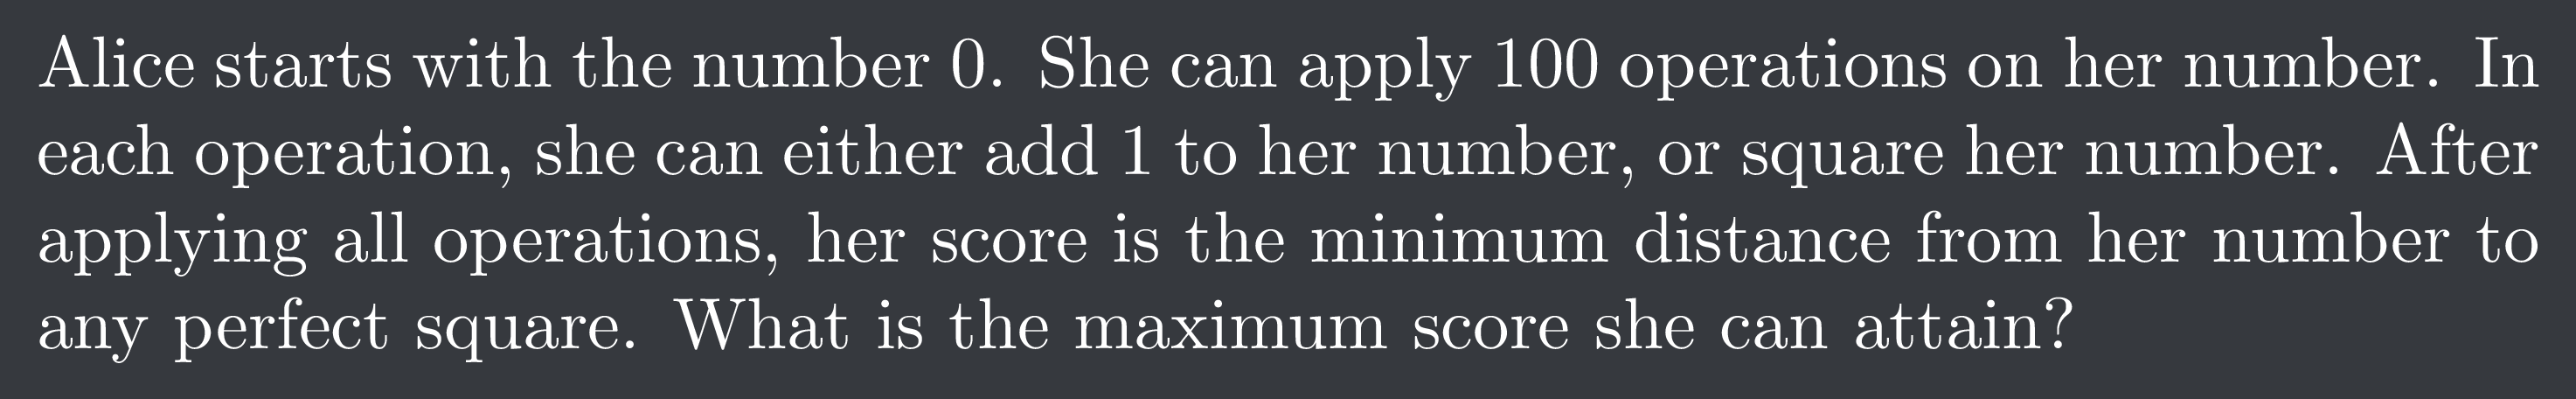 Alice starts with the number 0. She can apply 100 operations on her number. In
each operation, she can either add 1 to her number, or square her number. After
applying all operations, her score is the minimum distance from her number to
any perfect square. What is the maximum score she can attain?